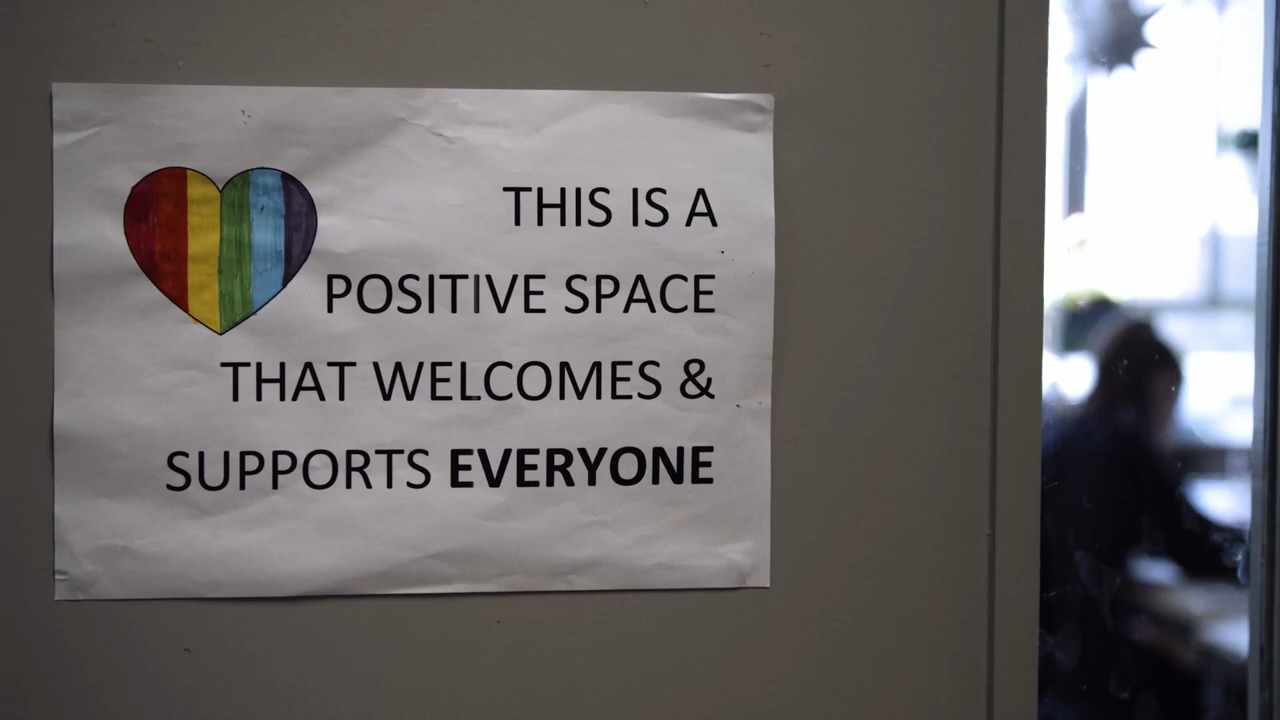 THIS IS A
POSITIVE SPACE
THAT WELCOMES &
SUPPORTS EVERYONE